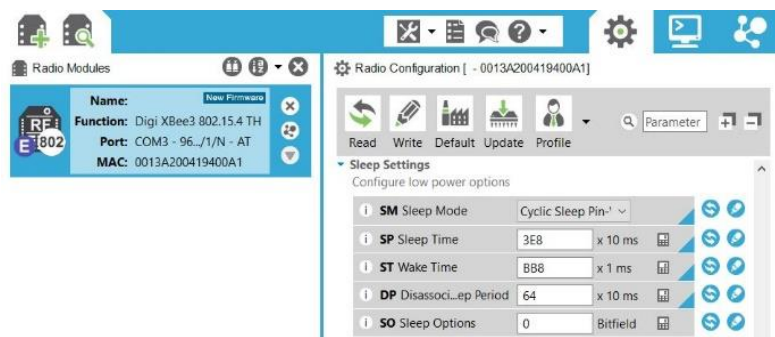 Radio Modules
Radio Configuration [ - 0013A200419400A1]
Name:
New Firmware
Function: Digi XBee3 802.15.4 TH
Port: COM3 - 96.../1/N - AT
MAC: 0013A200419400A1
RF
E 802
Read Write Default Update Profile
Parameter
Sleep Settings
Configure low power options
i SM Sleep Mode Cyclic Sleep Pin-'
i SP Sleep Time 3E8 x 10 ms
i ST Wake Time BB8 x 1 ms
i DP Disassoci...ep Period 64 x 10 ms
i SO Sleep Options 0 Bitfield